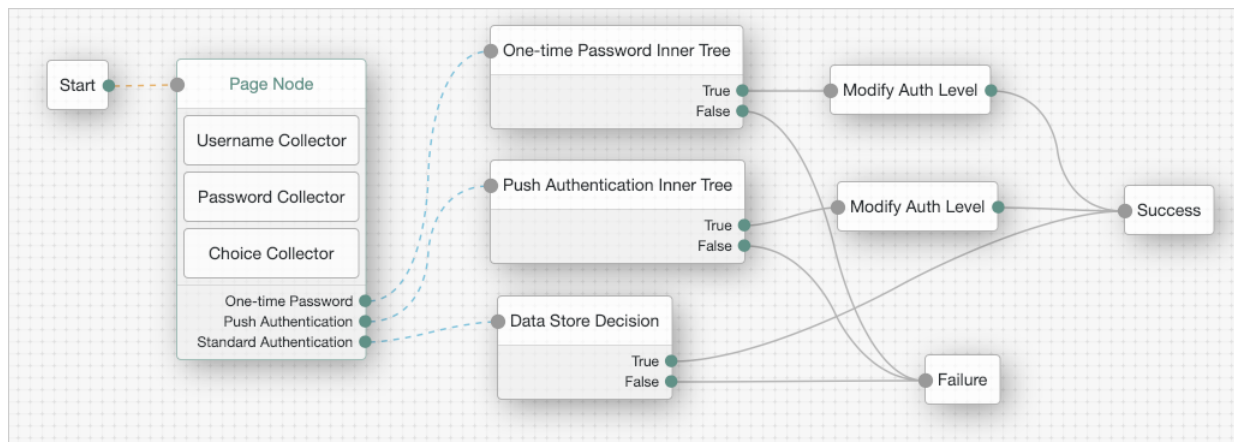 Start
Page Node
Username Collector
Password Collector
Choice Collector
One-time Password
Push Authentication
Standard Authentication
One-time Password Inner Tree
True
False
Push Authentication Inner Tree
True
False
Data Store Decision
True
False
Modify Auth Level
Modify Auth Level
Success
Failure